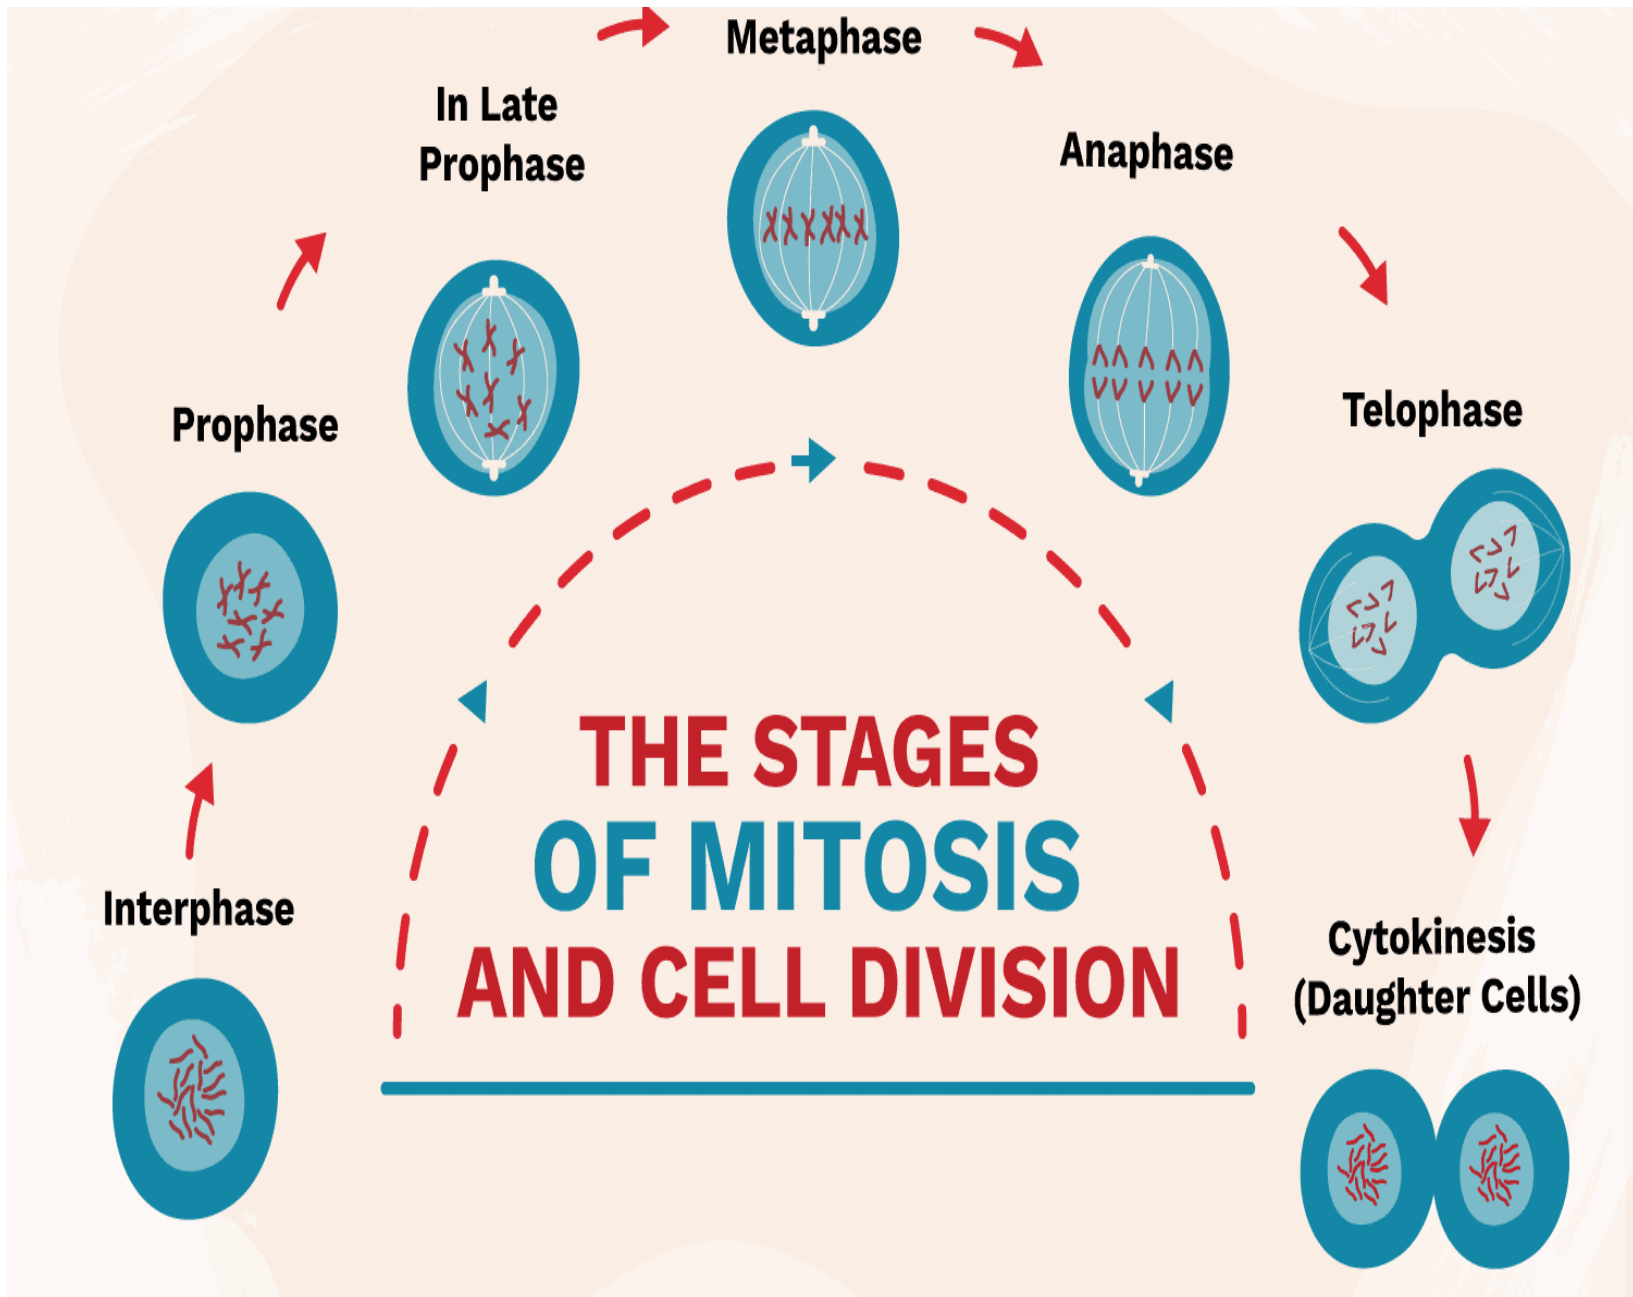 Metaphase
In Late
Prophase
Anaphase
Prophase
Telophase
THE STAGES
OF MITOSIS
AND CELL DIVISION
Interphase
Cytokinesis
(Daughter Cells)